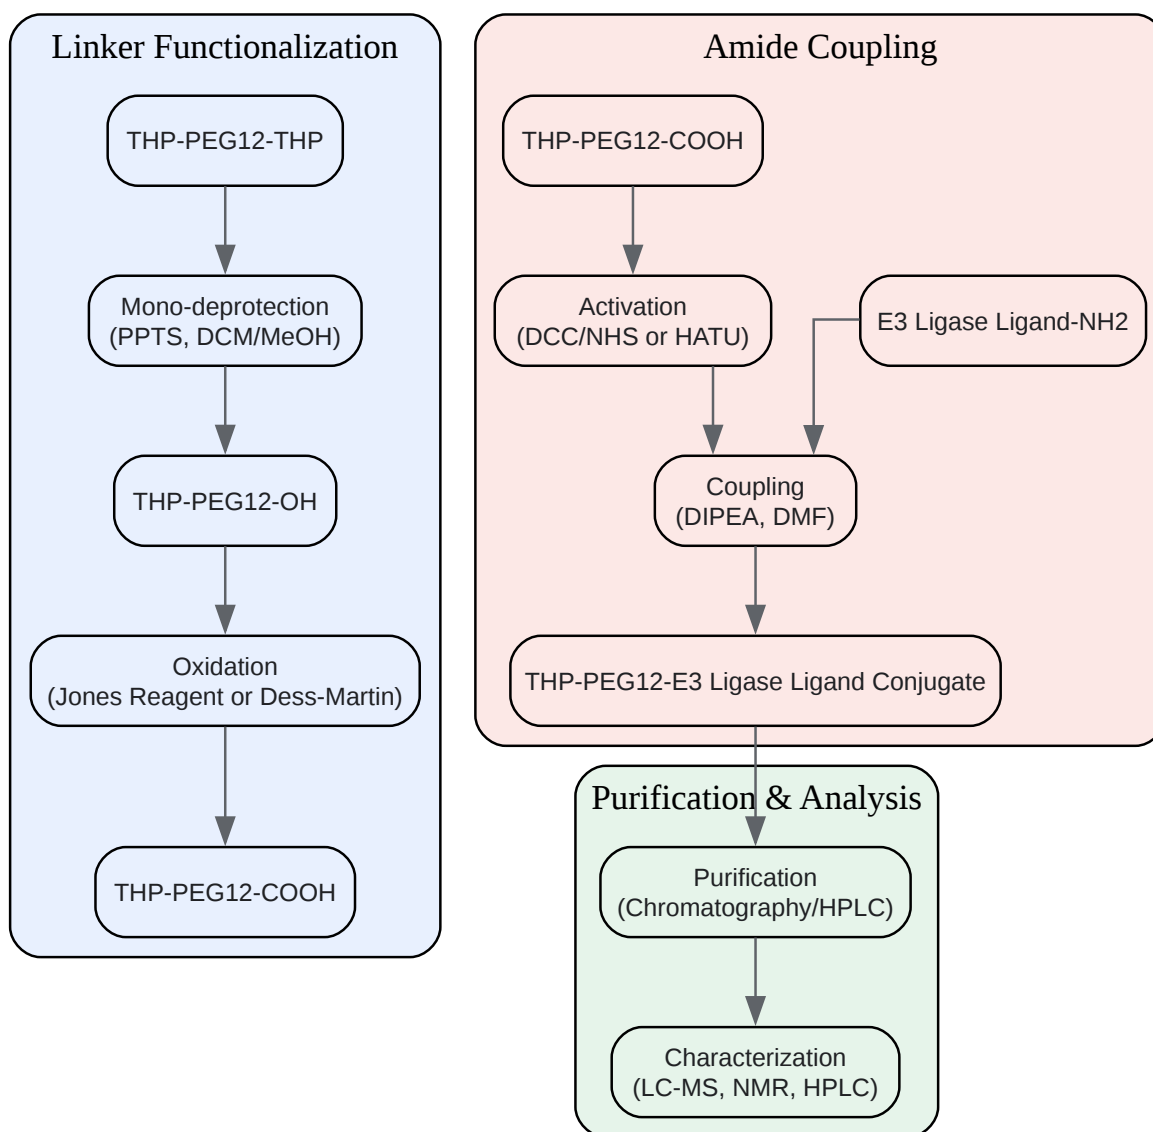 Linker Functionalization
THP-PEG12-THP
Mono-deprotection
(PPTS, DCM/MeOH)
THP-PEG12-OH
Oxidation
(Jones Reagent or Dess-Martin)
THP-PEG12-COOH
Amide Coupling
THP-PEG12-COOH
Activation
(DCC/NHS or HATU)
E3 Ligase Ligand-NH2
Coupling
(DIPEA, DMF)
THP-PEG12-E3 Ligase Ligand Conjugate
Purification & Analysis
Purification
(Chromatography/HPLC)
Characterization
(LC-MS, NMR, HPLC)